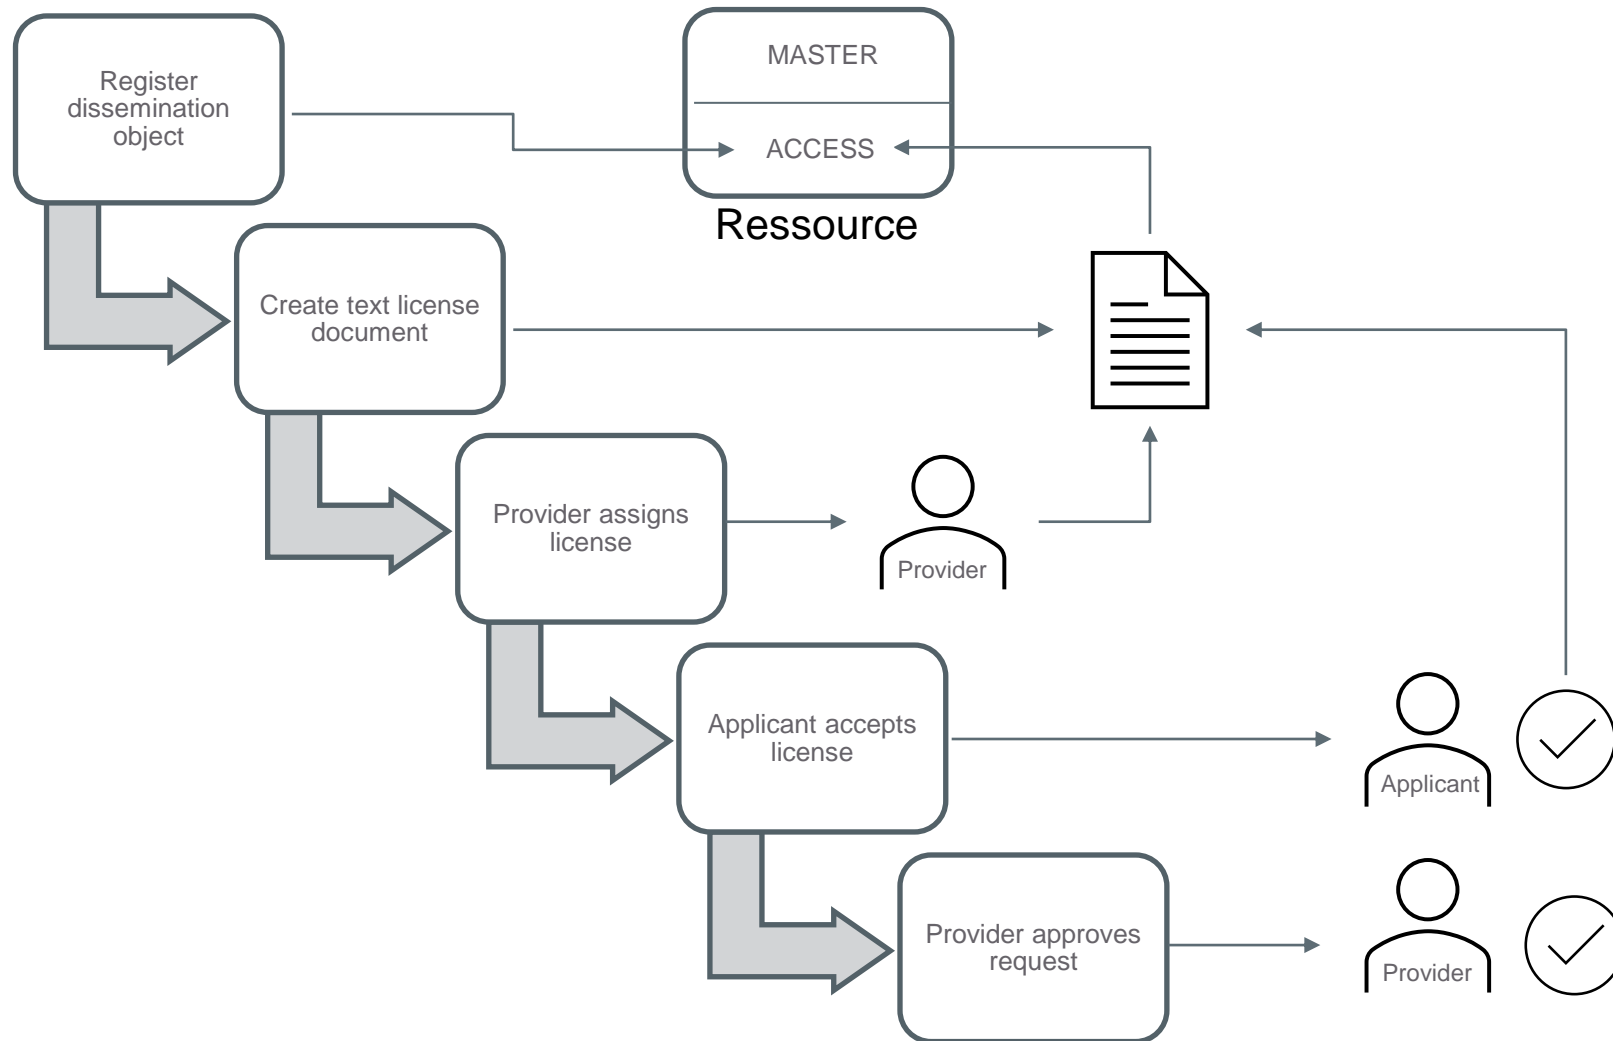 Register
dissemination
object
MASTER
ACCESS
Ressource
Create text license
document
Provider assigns
license
Provider
Applicant accepts
license
Applicant
Provider approves
request
Provider